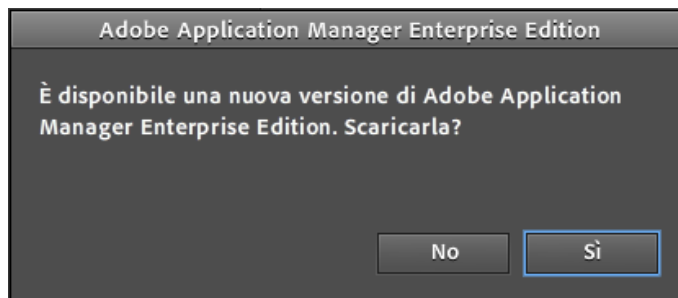 Adobe Application Manager Enterprise Edition
È disponibile una nuova versione di Adobe Application
Manager Enterprise Edition. Scaricarla?
No
Sì